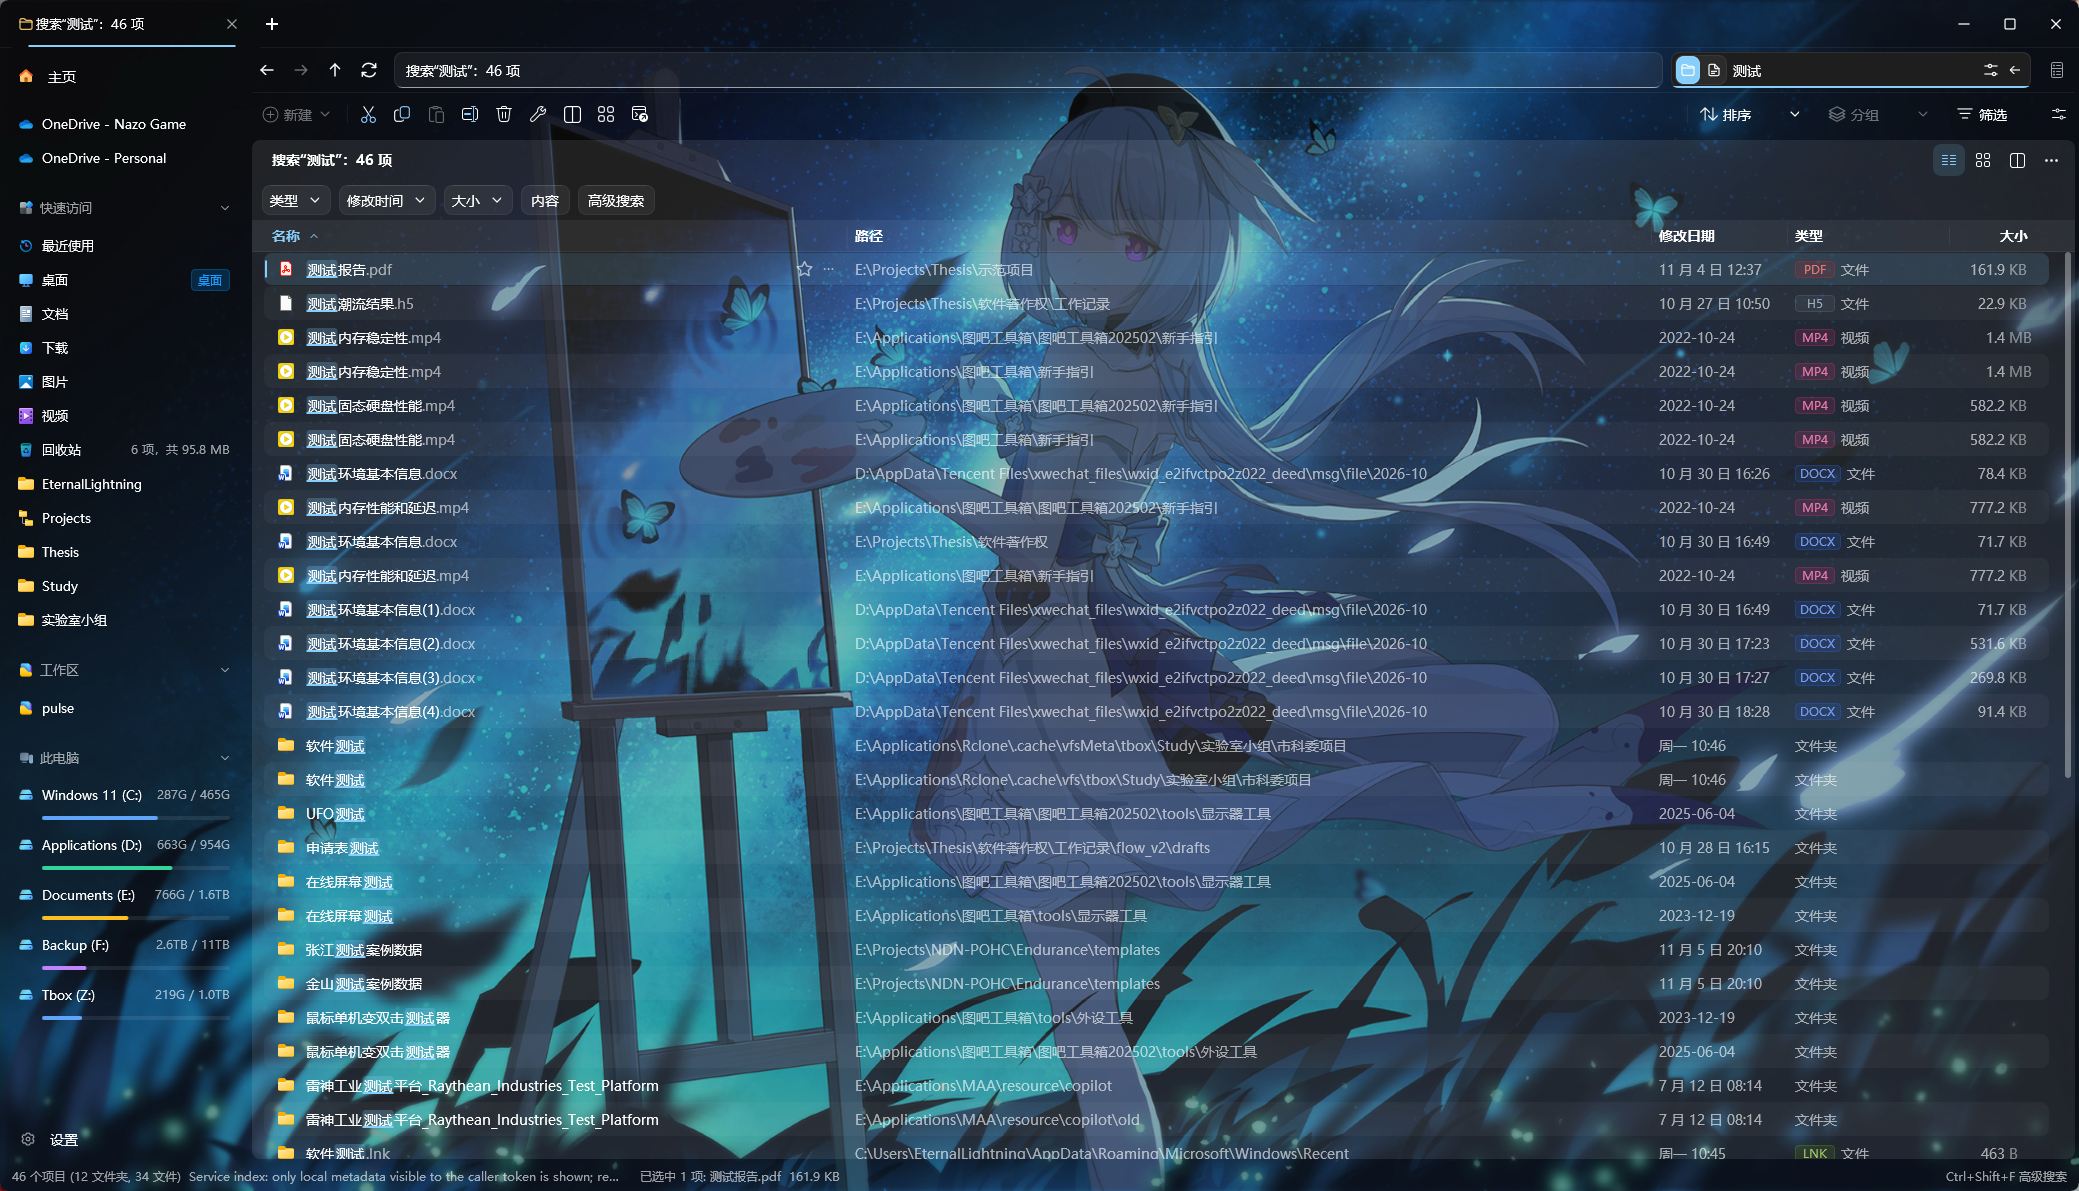 搜索“测试”：46 项
主页
OneDrive - Nazo Game
OneDrive - Personal
快速访问
最近使用
桌面 桌面
文档
下载
图片
视频
回收站 6 项，共 95.8 MB
EternalLightning
Projects
Thesis
Study
实验室小组
工作区
pulse
此电脑
Windows 11 (C:) 287G / 465G
Applications (D:) 663G / 954G
Documents (E:) 766G / 1.6TB
Backup (F:) 2.6TB / 11TB
Tbox (Z:) 219G / 1.0TB
设置
搜索“测试”：46 项
测试
新建
排序 分组 筛选
搜索“测试”：46 项
类型 修改时间 大小 内容 高级搜索
名称 路径 修改日期 类型 大小
测试报告.pdf E:\Projects\Thesis\示范项目 11 月 4 日 12:37 PDF 文件 161.9 KB
测试潮流结果.h5 E:\Projects\Thesis\软件著作权\工作记录 10 月 27 日 10:50 H5 文件 22.9 KB
测试内存稳定性.mp4 E:\Applications\图吧工具箱\图吧工具箱202502\新手指引 2022-10-24 MP4 视频 1.4 MB
测试内存稳定性.mp4 E:\Applications\图吧工具箱\新手指引 2022-10-24 MP4 视频 1.4 MB
测试固态硬盘性能.mp4 E:\Applications\图吧工具箱\图吧工具箱202502\新手指引 2022-10-24 MP4 视频 582.2 KB
测试固态硬盘性能.mp4 E:\Applications\图吧工具箱\新手指引 2022-10-24 MP4 视频 582.2 KB
测试环境基本信息.docx D:\AppData\Tencent Files\xwechat_files\wxid_e2ifvctpo2z022_deed\msg\file\2026-10 10 月 30 日 16:26 DOCX 文件 78.4 KB
测试内存性能和延迟.mp4 E:\Applications\图吧工具箱\图吧工具箱202502\新手指引 2022-10-24 MP4 视频 777.2 KB
测试环境基本信息.docx E:\Projects\Thesis\软件著作权 10 月 30 日 16:49 DOCX 文件 71.7 KB
测试内存性能和延迟.mp4 E:\Applications\图吧工具箱\新手指引 2022-10-24 MP4 视频 777.2 KB
测试环境基本信息(1).docx D:\AppData\Tencent Files\xwechat_files\wxid_e2ifvctpo2z022_deed\msg\file\2026-10 10 月 30 日 16:49 DOCX 文件 71.7 KB
测试环境基本信息(2).docx D:\AppData\Tencent Files\xwechat_files\wxid_e2ifvctpo2z022_deed\msg\file\2026-10 10 月 30 日 17:23 DOCX 文件 531.6 KB
测试环境基本信息(3).docx D:\AppData\Tencent Files\xwechat_files\wxid_e2ifvctpo2z022_deed\msg\file\2026-10 10 月 30 日 17:27 DOCX 文件 269.8 KB
测试环境基本信息(4).docx D:\AppData\Tencent Files\xwechat_files\wxid_e2ifvctpo2z022_deed\msg\file\2026-10 10 月 30 日 18:28 DOCX 文件 91.4 KB
软件测试 E:\Applications\Rclone\.cache\vfsMeta\tbox\Study\实验室小组\市科委项目 周一 10:46 文件夹
软件测试 E:\Applications\Rclone\.cache\vfs\tbox\Study\实验室小组\市科委项目 周一 10:46 文件夹
UFO测试 E:\Applications\图吧工具箱\图吧工具箱202502\tools\显示器工具 2025-06-04 文件夹
申请表测试 E:\Projects\Thesis\软件著作权\工作记录\flow_v2\drafts 10 月 28 日 16:15 文件夹
在线屏幕测试 E:\Applications\图吧工具箱\图吧工具箱202502\tools\显示器工具 2025-06-04 文件夹
在线屏幕测试 E:\Applications\图吧工具箱\tools\显示器工具 2023-12-19 文件夹
张江测试案例数据 E:\Projects\NDN-POHC\Endurance\templates 11 月 5 日 20:10 文件夹
金山测试案例数据 E:\Projects\NDN-POHC\Endurance\templates 11 月 5 日 20:10 文件夹
鼠标单机变双击测试器 E:\Applications\图吧工具箱\tools\外设工具 2023-12-19 文件夹
鼠标单机变双击测试器 E:\Applications\图吧工具箱\图吧工具箱202502\tools\外设工具 2025-06-04 文件夹
雷神工业测试平台_Raythean_Industries_Test_Platform E:\Applications\MAA\resource\copilot 7 月 12 日 08:14 文件夹
雷神工业测试平台_Raythean_Industries_Test_Platform E:\Applications\MAA\resource\copilot\old 7 月 12 日 08:14 文件夹
软件测试.lnk C:\Users\EternalLightning\AppData\Roaming\Microsoft\Windows\Recent 周一 10:45 LNK 文件 463 B
46 个项目 (12 文件夹, 34 文件) Service index: only local metadata visible to the caller token is shown; re... 已选中 1 项: 测试报告.pdf 161.9 KB Ctrl+Shift+F 高级搜索